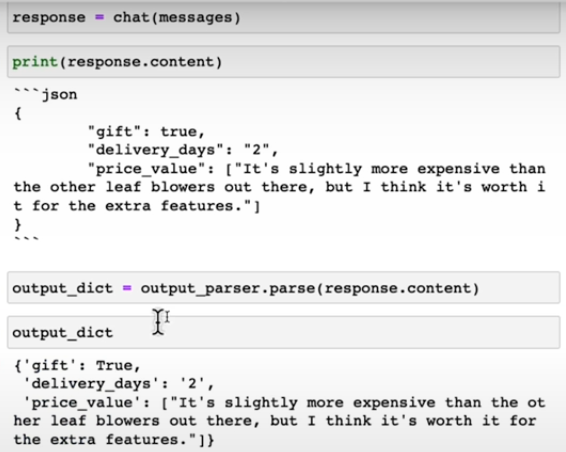 response = chat(messages)
print(response.content)
```json
{
        "gift": true,
        "delivery_days": "2",
        "price_value": ["It's slightly more expensive than
the other leaf blowers out there, but I think it's worth i
t for the extra features."]
}
```
output_dict = output_parser.parse(response.content)
output_dict
{'gift': True,
 'delivery_days': '2',
 'price_value': ["It's slightly more expensive than the ot
her leaf blowers out there, but I think it's worth it for
the extra features."]}